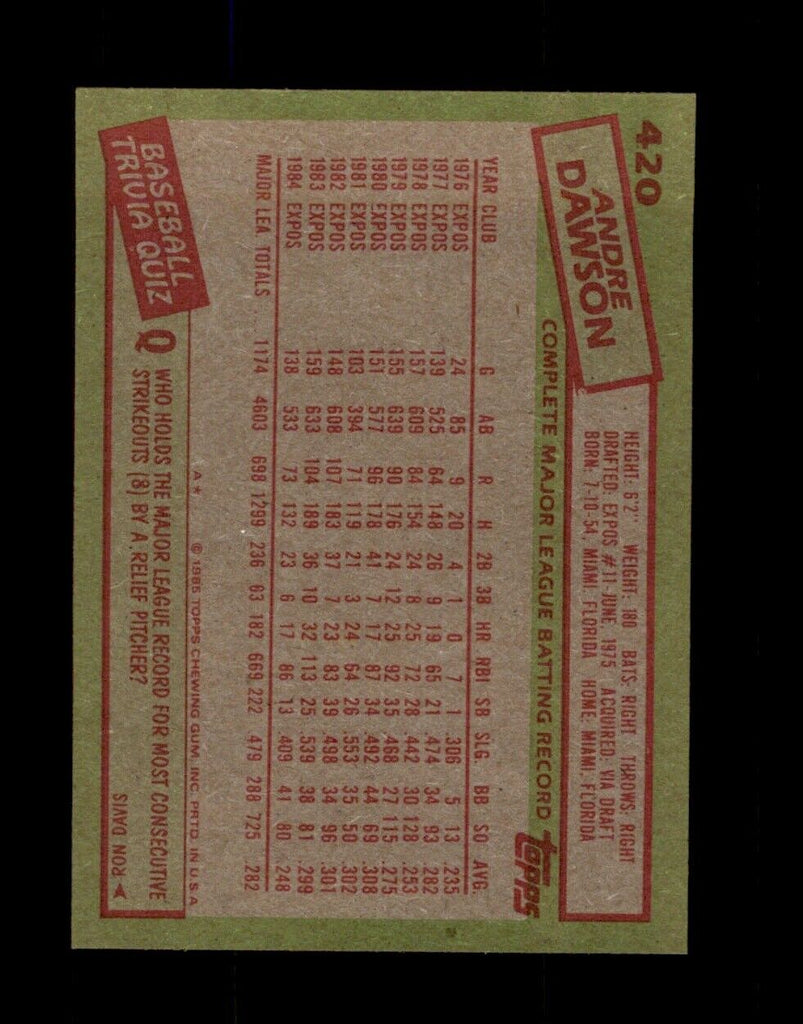 420
ANDRE
DAWSON
HEIGHT: 6'2" WEIGHT: 180 BATS: RIGHT THROWS: RIGHT
DRAFTED: EXPOS #11-JUNE, 1975 ACQUIRED: VIA DRAFT
BORN: 7-10-54, MIAMI, FLORIDA HOME: MIAMI, FLORIDA
COMPLETE MAJOR LEAGUE BATTING RECORD topps
YEAR CLUB G AB R H 2B 3B HR RBI SB SLG. BB SO AVG.
1976 EXPOS 24 85 9 20 4 1 0 7 1 .306 5 13 .235
1977 EXPOS 139 525 64 148 26 9 19 65 21 .474 34 93 .282
1978 EXPOS 157 609 84 154 24 8 25 72 28 .442 30 128 .253
1979 EXPOS 155 639 90 176 24 12 25 92 35 .468 27 115 .275
1980 EXPOS 151 577 96 178 41 7 17 87 34 .492 44 69 .308
1981 EXPOS 103 394 71 119 21 3 24 64 26 .553 35 50 .302
1982 EXPOS 148 608 107 183 37 7 23 83 39 .498 34 96 .301
1983 EXPOS 159 633 104 189 36 10 32 113 25 .539 38 81 .299
1984 EXPOS 138 533 73 132 23 6 17 86 13 .409 41 80 .248
MAJOR LEA. TOTALS ... 1174 4603 698 1299 236 63 182 669 222 .479 288 725 .282
A* © 1985 TOPPS CHEWING GUM, INC. PRTD. IN U.S.A.
BASEBALL
TRIVIA QUIZ
Q WHO HOLDS THE MAJOR LEAGUE RECORD FOR MOST CONSECUTIVE
STRIKEOUTS (8) BY A RELIEF PITCHER?
RON DAVIS